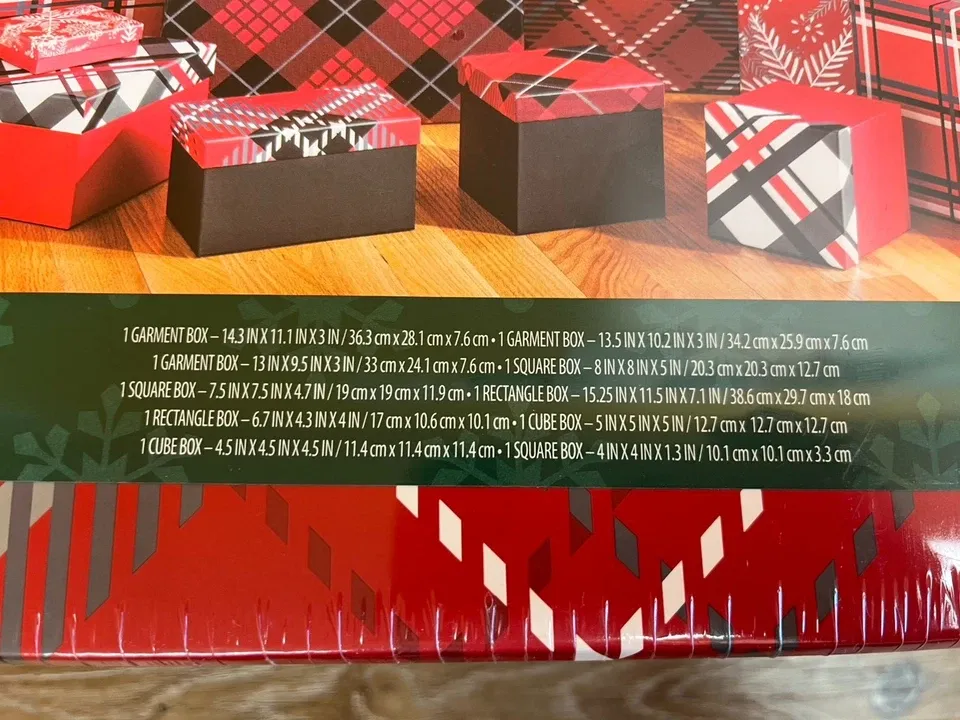 1 GARMENT BOX – 14.3 IN X 11.1 IN X 3 IN / 36.3 cm x 28.1 cm x 7.6 cm • 1 GARMENT BOX – 13.5 IN X 10.2 IN X 3 IN / 34.2 cm x 25.9 cm x 7.6 cm
1 GARMENT BOX – 13 IN X 9.5 IN X 3 IN / 33 cm x 24.1 cm x 7.6 cm • 1 SQUARE BOX – 8 IN X 8 IN X 5 IN / 20.3 cm x 20.3 cm x 12.7 cm
1 SQUARE BOX – 7.5 IN X 7.5 IN X 4.7 IN / 19 cm x 19 cm x 11.9 cm • 1 RECTANGLE BOX – 15.25 IN X 11.5 IN X 7.1 IN / 38.6 cm x 29.7 cm x 18 cm
1 RECTANGLE BOX – 6.7 IN X 4.3 IN X 4 IN / 17 cm x 10.6 cm x 10.1 cm • 1 CUBE BOX – 5 IN X 5 IN X 5 IN / 12.7 cm x 12.7 cm x 12.7 cm
1 CUBE BOX – 4.5 IN X 4.5 IN X 4.5 IN / 11.4 cm x 11.4 cm x 11.4 cm • 1 SQUARE BOX – 4 IN X 4 IN X 1.3 IN / 10.1 cm x 10.1 cm x 3.3 cm